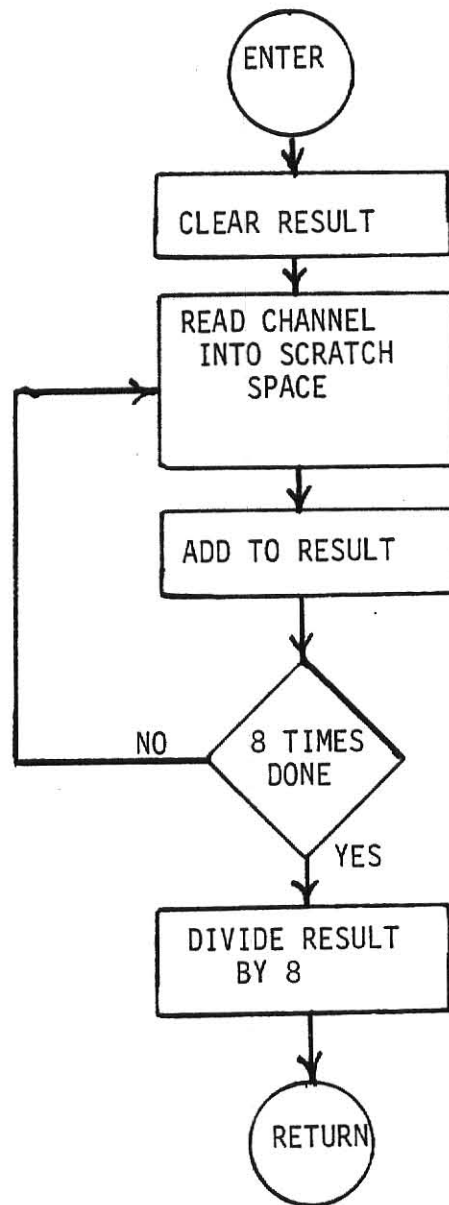 ENTER
CLEAR RESULT
READ CHANNEL
INTO SCRATCH
SPACE
ADD TO RESULT
8 TIMES
DONE
NO
YES
DIVIDE RESULT
BY 8
RETURN